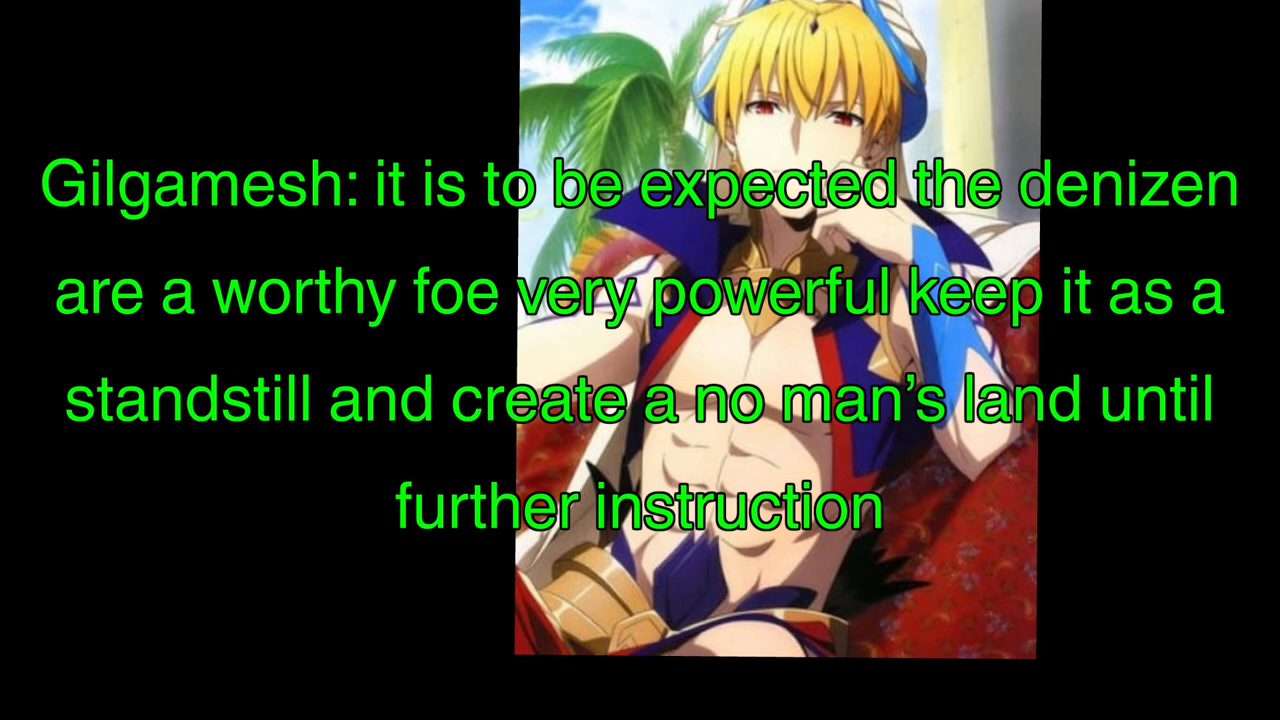 Gilgamesh: it is to be expected the denizen
are a worthy foe very powerful keep it as a
standstill and create a no man’s land until
further instruction